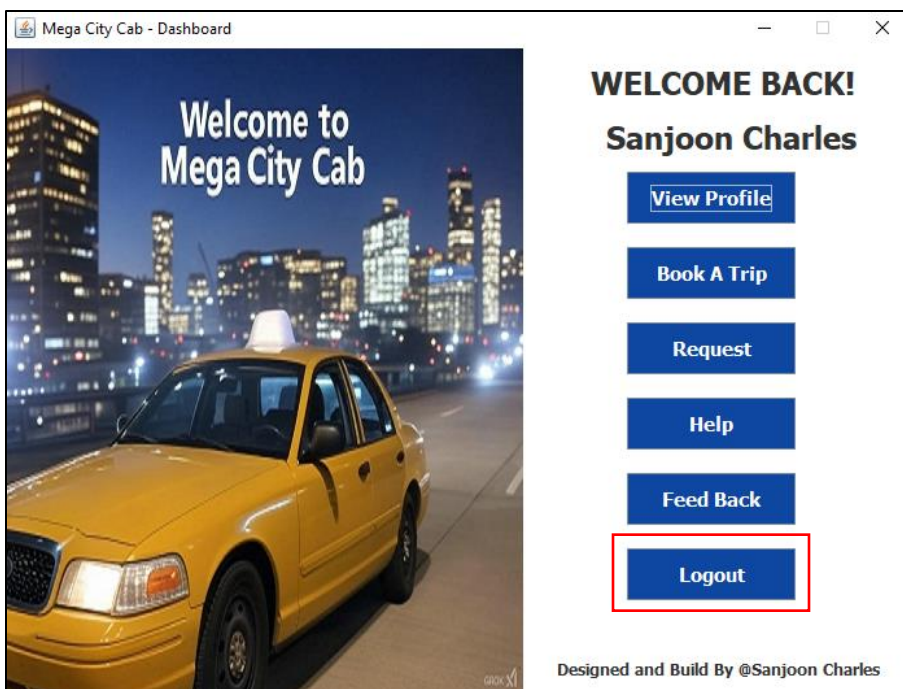 Mega City Cab - Dashboard
Welcome to
Mega City Cab
WELCOME BACK!
Sanjoon Charles
View Profile
Book A Trip
Request
Help
Feed Back
Logout
GROK
Designed and Build By @Sanjoon Charles